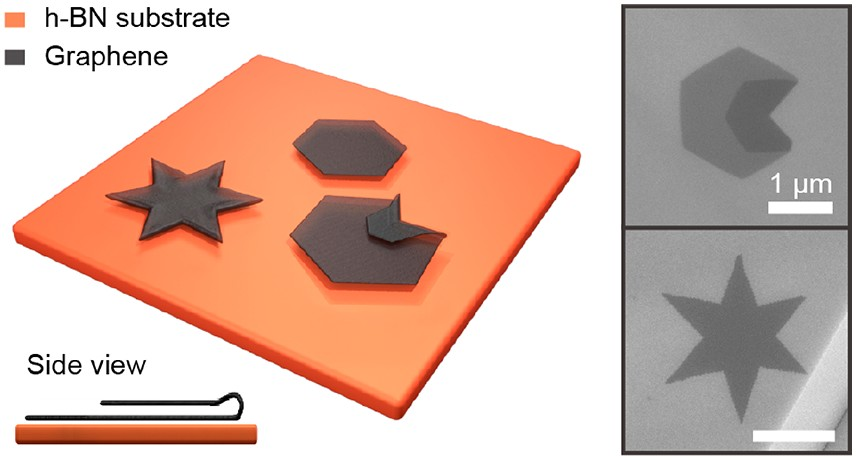 h-BN substrate
Graphene
1 µm
Side view